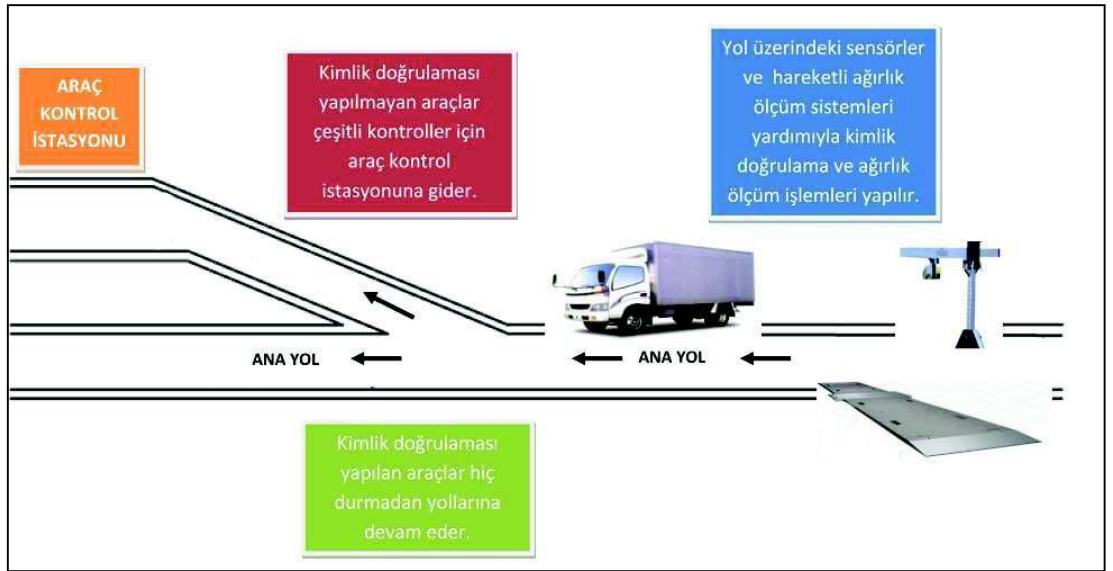 ARAÇ
KONTROL
İSTASYONU
Kimlik doğrulaması
yapılmayan araçlar
çeşitli kontroller için
araç kontrol
istasyonuna gider.
Yol üzerindeki sensörler
ve hareketli ağırlık
ölçüm sistemleri
yardımıyla kimlik
doğrulama ve ağırlık
ölçüm işlemleri yapılır.
ANA YOL
ANA YOL
Kimlik doğrulaması
yapılan araçlar hiç
durmadan yollarına
devam eder.